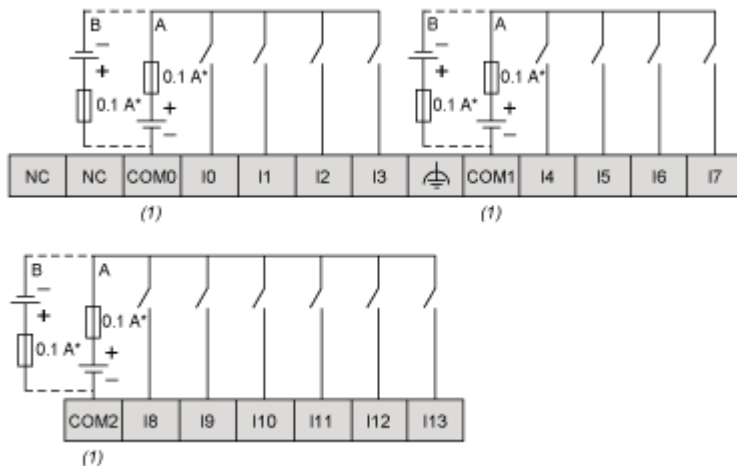 B − A B − A
0.1 A* 0.1 A*
+ +
0.1 A* + 0.1 A* +
− −
NC NC COM0 I0 I1 I2 I3 COM1 I4 I5 I6 I7
(1) (1)
B − A
0.1 A*
+
0.1 A* +
−
COM2 I8 I9 I10 I11 I12 I13
(1)